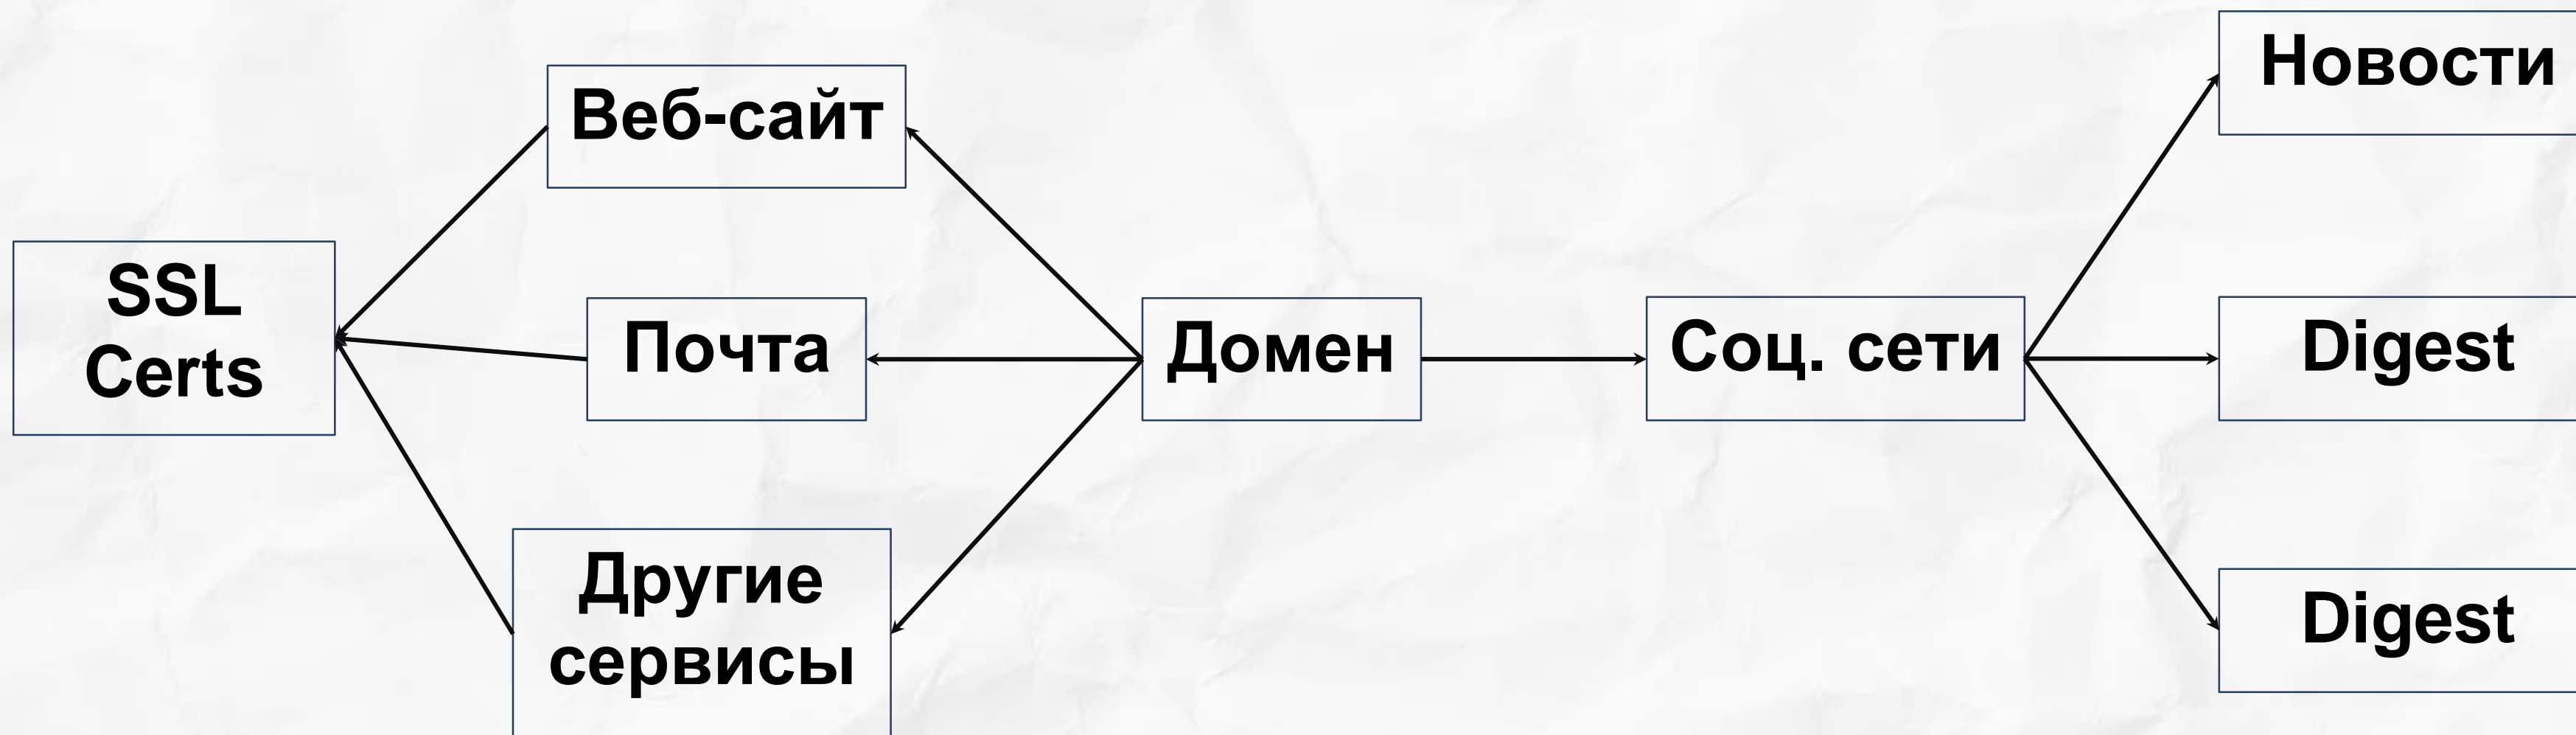 SSL
Certs
Веб-сайт
Почта
Другие
сервисы
Домен
Соц. сети
Новости
Digest
Digest